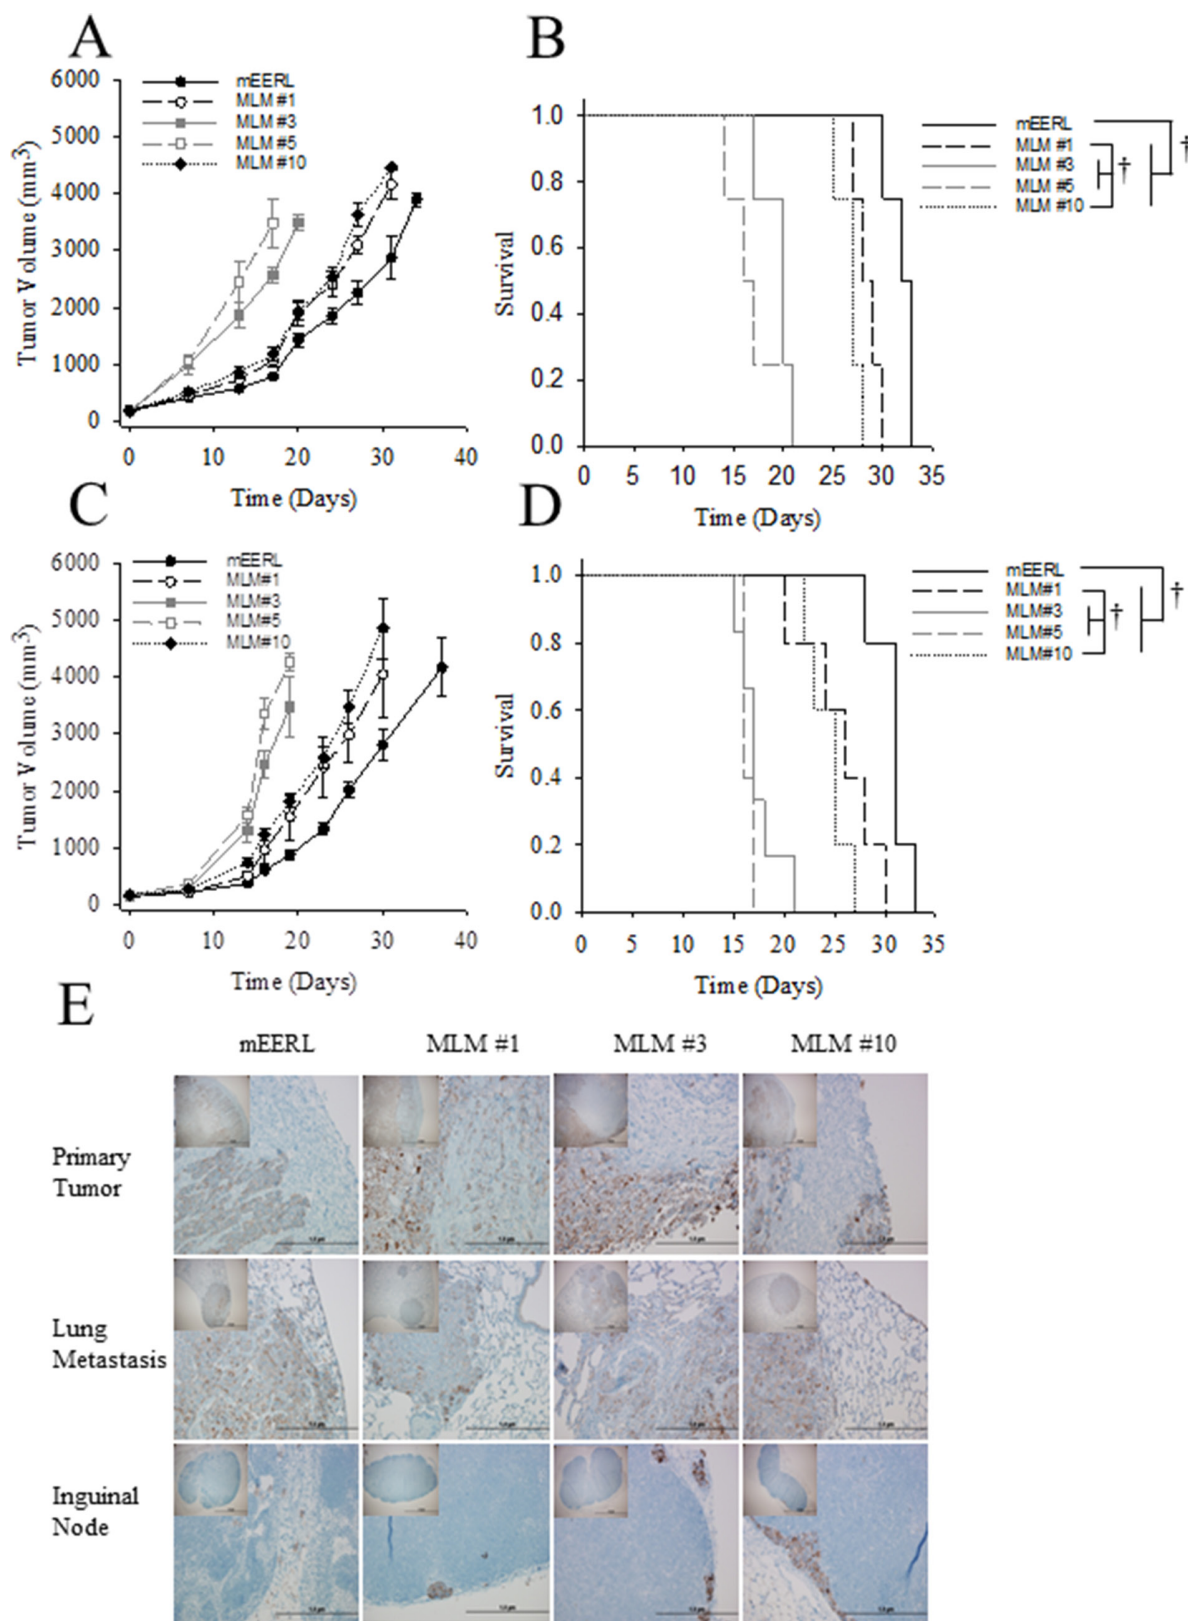 A
6000
5000
4000
3000
2000
1000
0
Tumor Volume (mm3)
mEERL
MLM #1
MLM #3
MLM #5
MLM #10
0 10 20 30 40
Time (Days)
B
1.0
0.8
0.6
0.4
0.2
0.0
Survival
mEERL
MLM #1
MLM #3
MLM #5
MLM #10
†
†
0 5 10 15 20 25 30 35
Time (Days)
C
6000
5000
4000
3000
2000
1000
0
Tumor Volume (mm3)
mEERL
MLM#1
MLM#3
MLM#5
MLM#10
0 10 20 30 40
Time (Days)
D
1.0
0.8
0.6
0.4
0.2
0.0
Survival
mEERL
MLM#1
MLM#3
MLM#5
MLM#10
†
†
0 5 10 15 20 25 30 35
Time (Days)
E
mEERL MLM #1 MLM #3 MLM #10
Primary
Tumor
Lung
Metastasis
Inguinal
Node